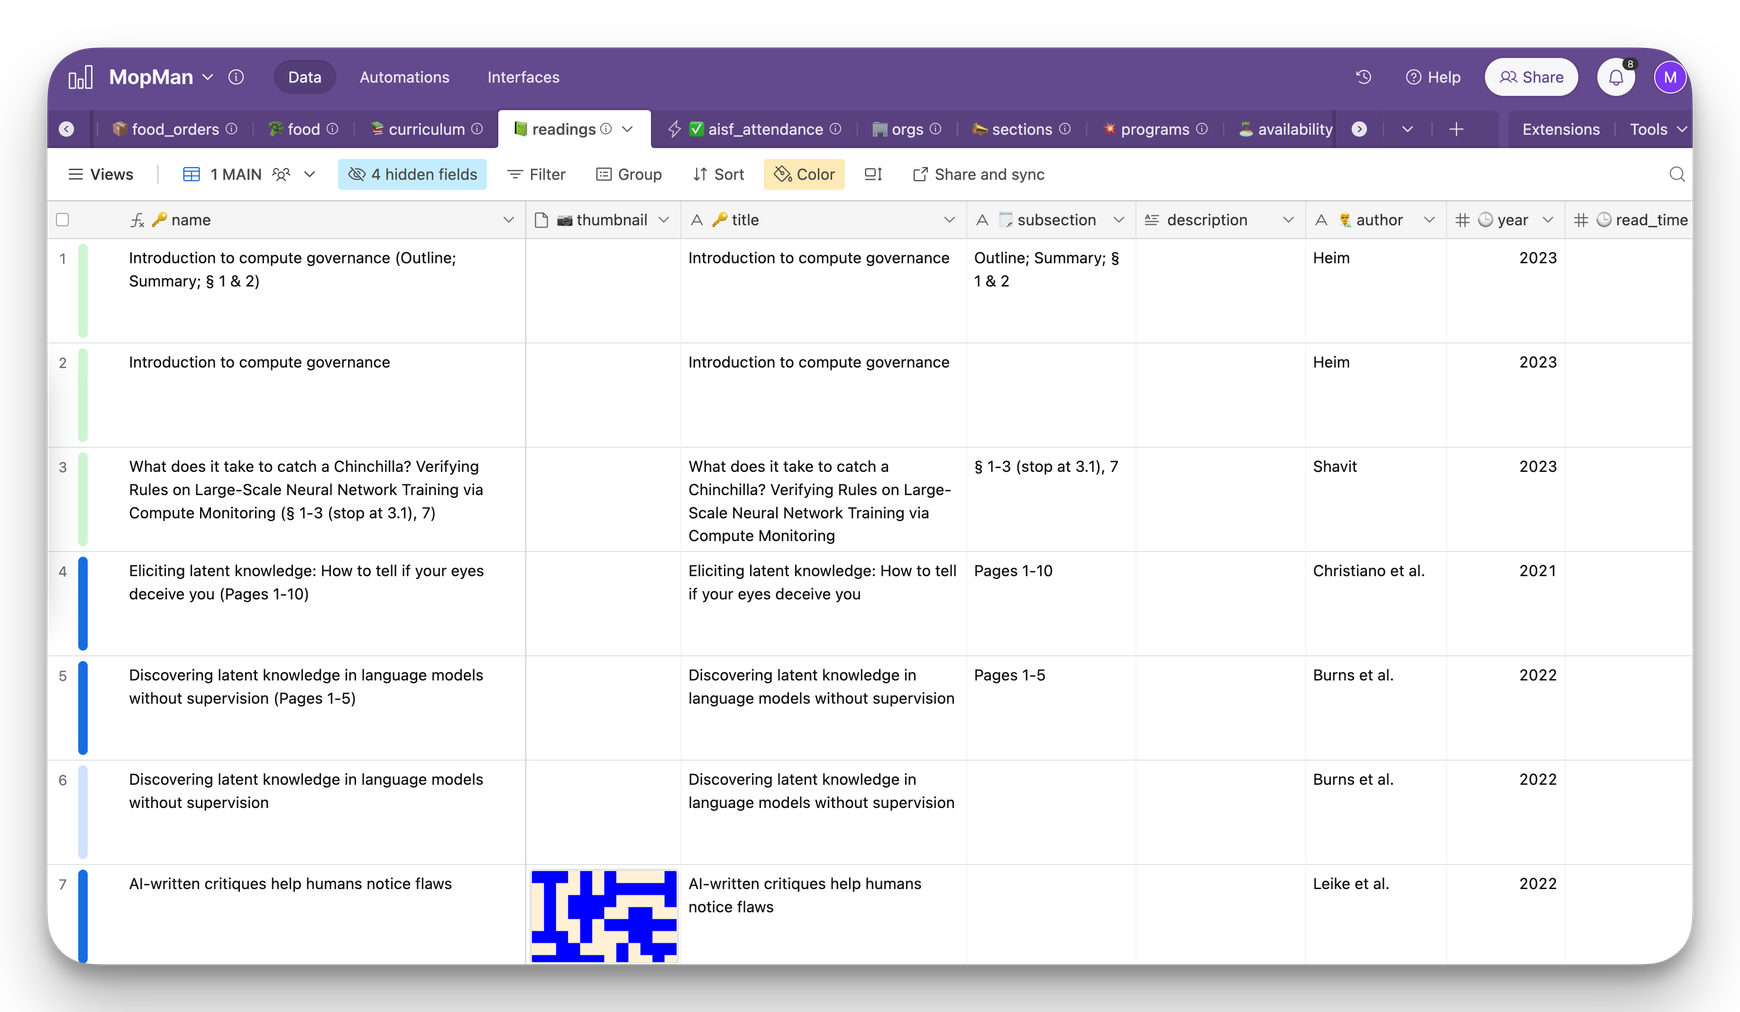 MopMan
Data
Automations
Interfaces
Help
Share
8
M
food_orders
food
curriculum
readings
aisf_attendance
orgs
sections
programs
availability
Extensions
Tools
Views
1 MAIN
4 hidden fields
Filter
Group
Sort
Color
Share and sync
name
thumbnail
title
subsection
description
author
year
read_time
1
Introduction to compute governance (Outline;
Summary; § 1 & 2)
Introduction to compute governance
Outline; Summary; §
1 & 2
Heim
2023
2
Introduction to compute governance
Introduction to compute governance
Heim
2023
3
What does it take to catch a Chinchilla? Verifying
Rules on Large-Scale Neural Network Training via
Compute Monitoring (§ 1-3 (stop at 3.1), 7)
What does it take to catch a
Chinchilla? Verifying Rules on Large-
Scale Neural Network Training via
Compute Monitoring
§ 1-3 (stop at 3.1), 7
Shavit
2023
4
Eliciting latent knowledge: How to tell if your eyes
deceive you (Pages 1-10)
Eliciting latent knowledge: How to tell
if your eyes deceive you
Pages 1-10
Christiano et al.
2021
5
Discovering latent knowledge in language models
without supervision (Pages 1-5)
Discovering latent knowledge in
language models without supervision
Pages 1-5
Burns et al.
2022
6
Discovering latent knowledge in language models
without supervision
Discovering latent knowledge in
language models without supervision
Burns et al.
2022
7
AI-written critiques help humans notice flaws
AI-written critiques help humans
notice flaws
Leike et al.
2022